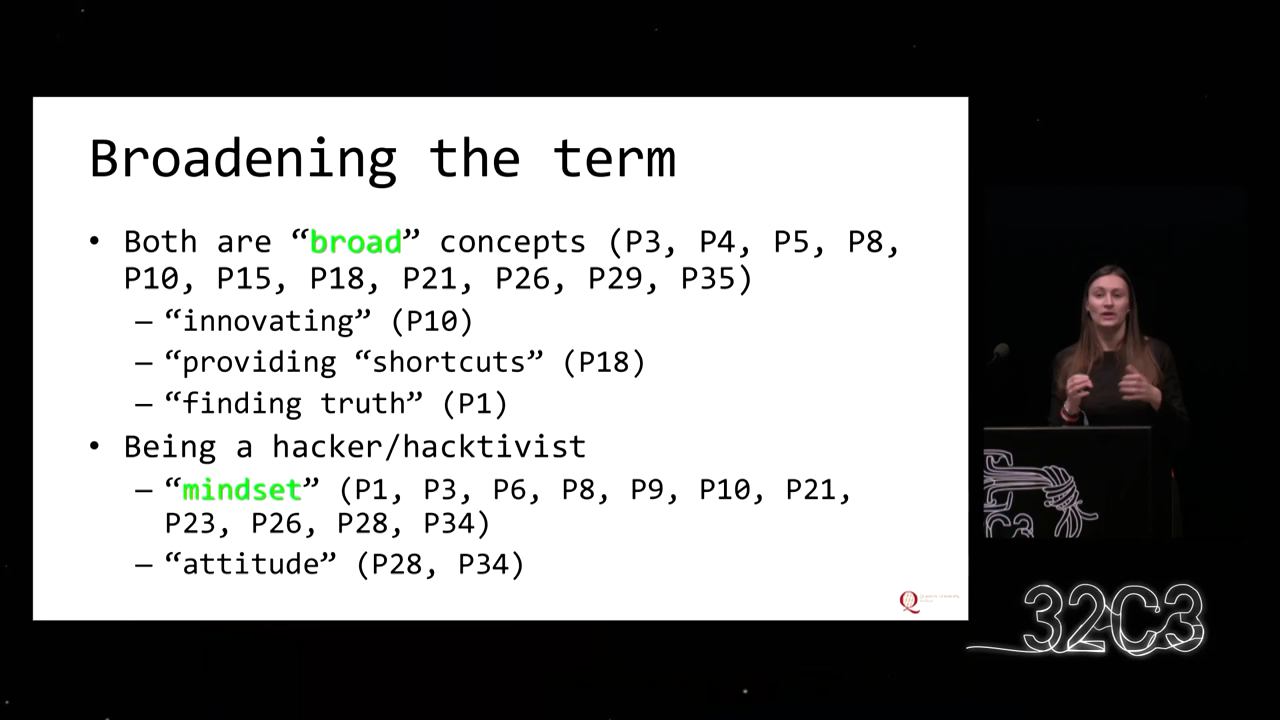 Broadening the term
• Both are “broad” concepts (P3, P4, P5, P8,
P10, P15, P18, P21, P26, P29, P35)
– “innovating” (P10)
– “providing “shortcuts” (P18)
– “finding truth” (P1)
• Being a hacker/hacktivist
– “mindset” (P1, P3, P6, P8, P9, P10, P21,
P23, P26, P28, P34)
– “attitude” (P28, P34)
C3
32C3